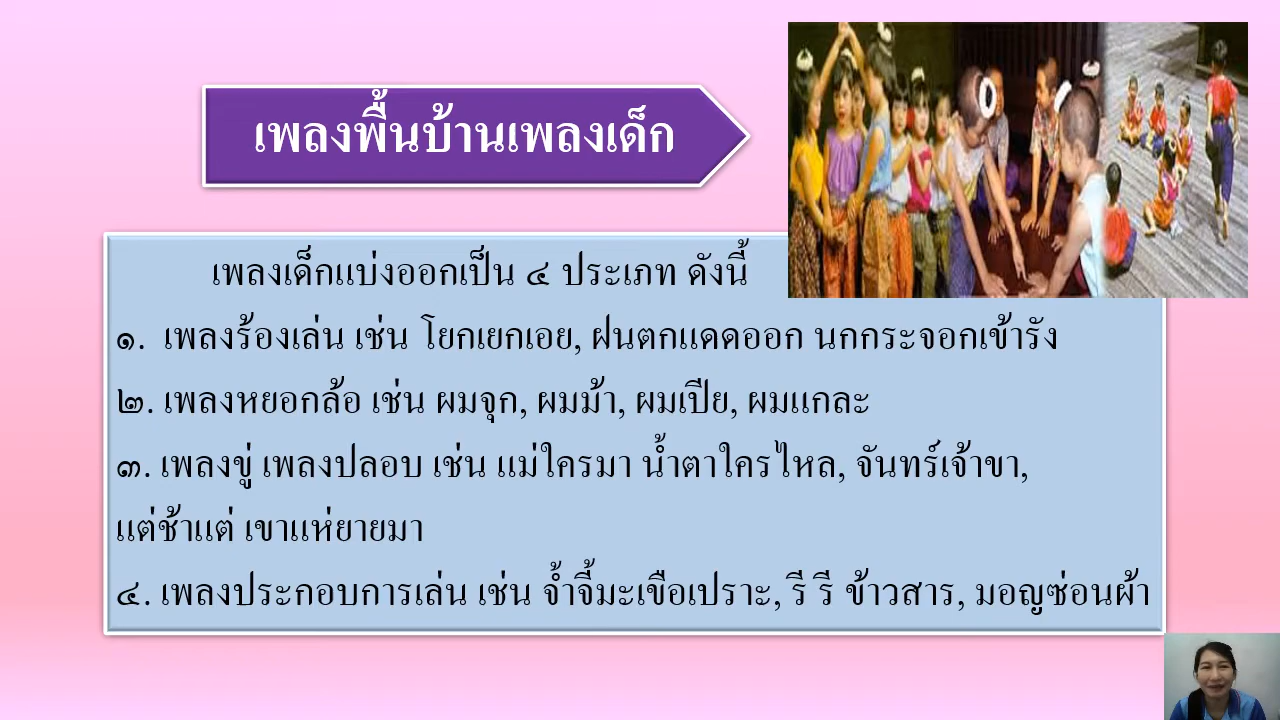 เพลงพื้นบ้านเพลงเด็ก
เพลงเด็กแบ่งออกเป็น ๔ ประเภท ดังนี้
๑. เพลงร้องเล่น เช่น โยกเยกเอย, ฝนตกแดดออก นกกระจอกเข้ารัง
๒. เพลงหยอกล้อ เช่น ผมจุก, ผมม้า, ผมเปีย, ผมแกละ
๓. เพลงขู่ เพลงปลอบ เช่น แม่ใครมา น้ำตาใครไหล, จันทร์เจ้าขา,
แต่ช้าแต่ เขาแห่ยายมา
๔. เพลงประกอบการเล่น เช่น จ้ำจี้มะเขือเปราะ, รี รี ข้าวสาร, มอญซ่อนผ้า